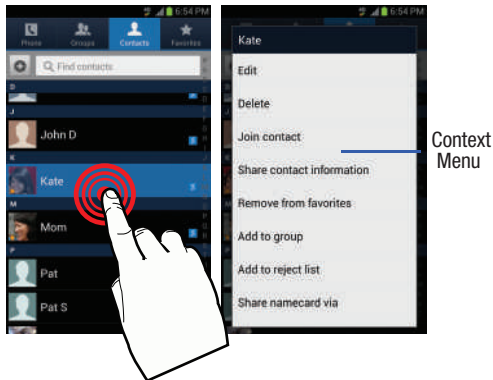 6:54 PM
Phone Groups Contacts Favorites
Find contacts
D
J
John D
K
Kate
M
Mom
P
Pat
Pat S
6:54 PM
Kate
Edit
Delete
Join contact
Share contact information
Remove from favorites
Add to group
Add to reject list
Share namecard via
Context
Menu